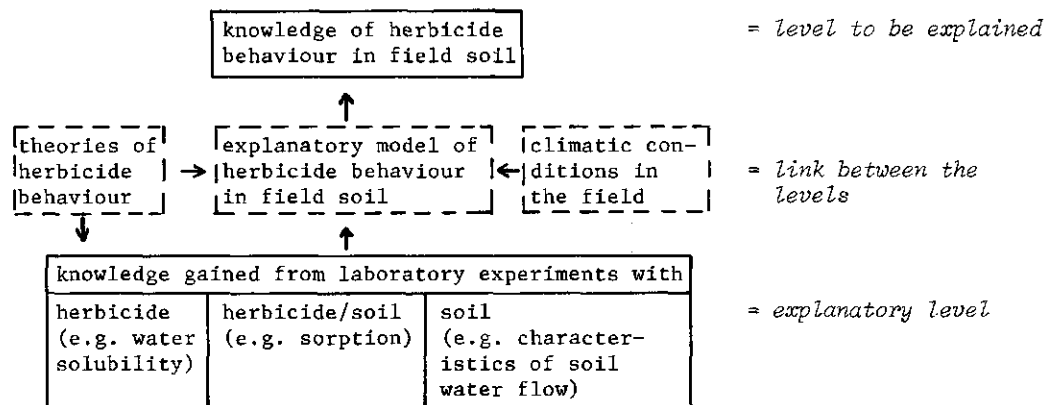 knowledge of herbicide
behaviour in field soil
= level to be explained
theories of
herbicide
behaviour
explanatory model of
herbicide behaviour
in field soil
climatic con-
ditions in
the field
= link between the
levels
knowledge gained from laboratory experiments with
herbicide
(e.g. water
solubility)
herbicide/soil
(e.g. sorption)
soil
(e.g. character-
istics of soil
water flow)
= explanatory level